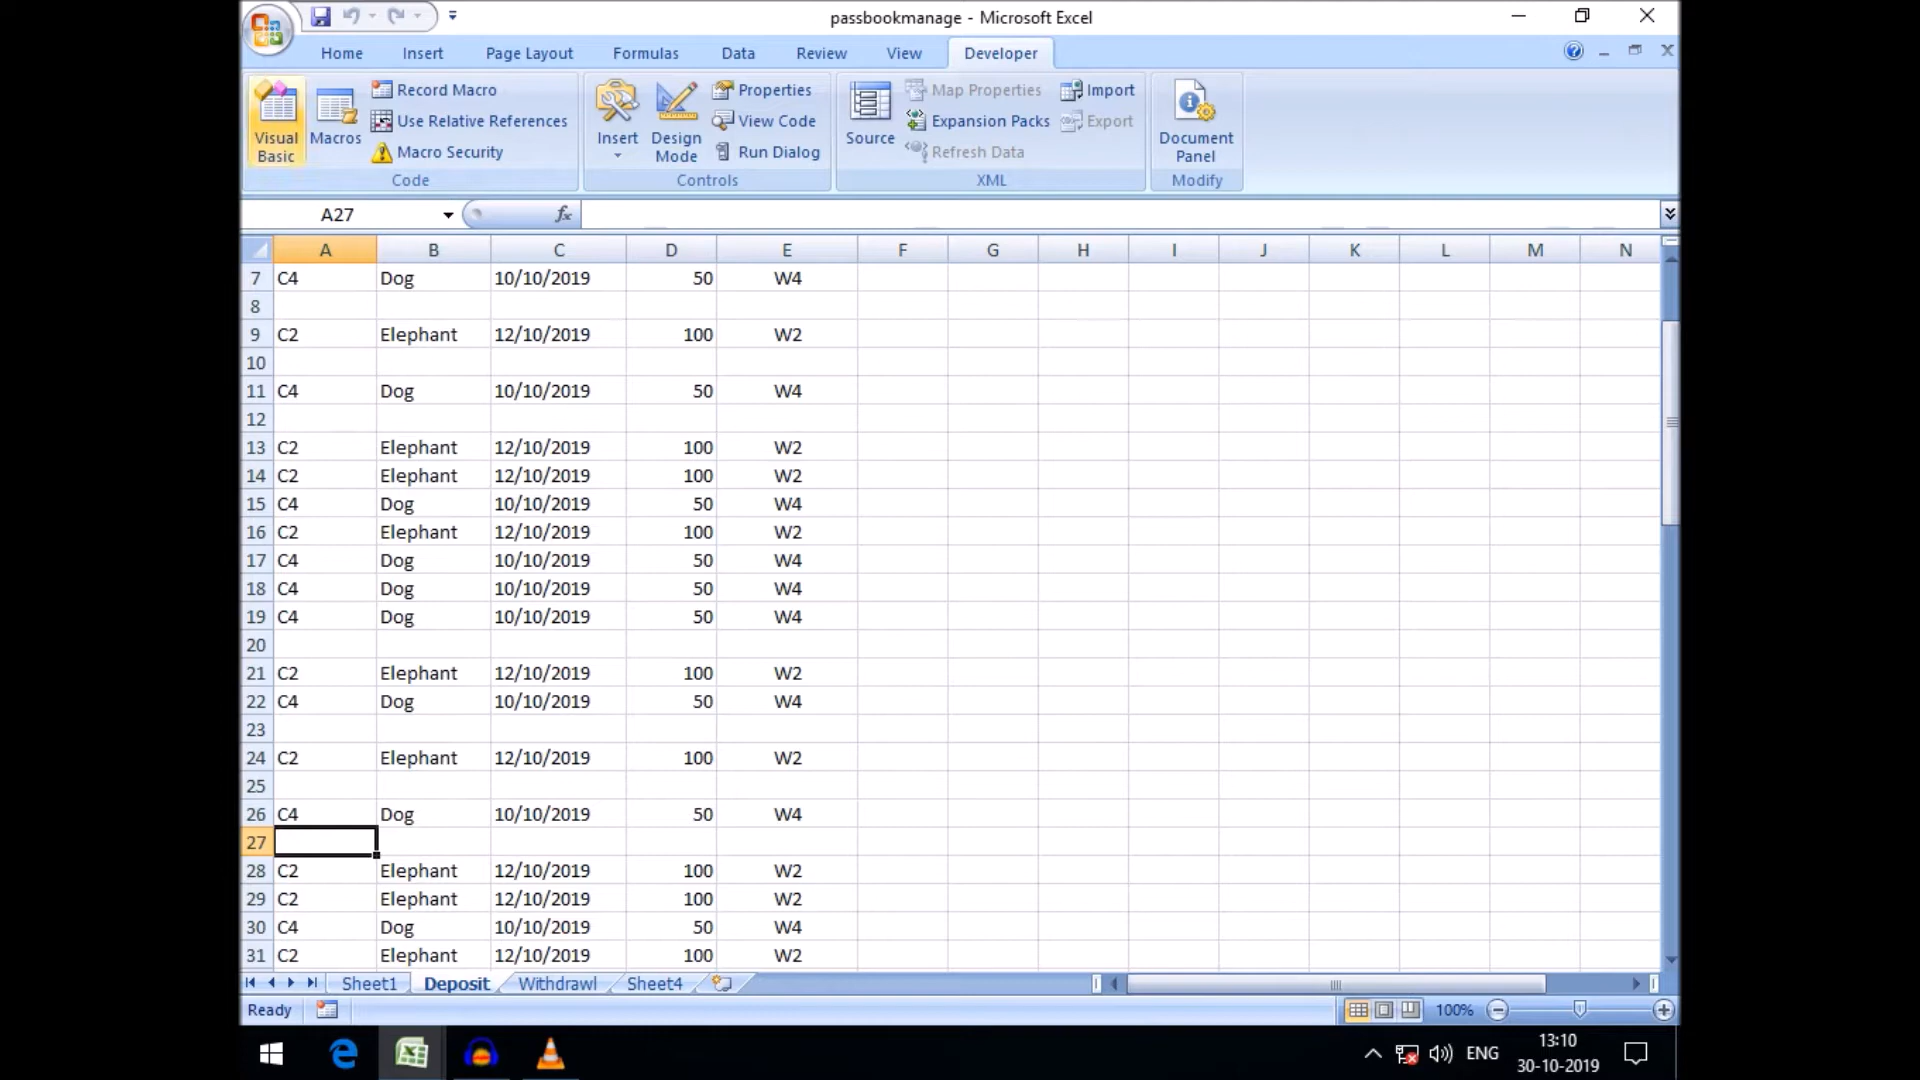 passbookmanage - Microsoft Excel
Home Insert Page Layout Formulas Data Review View Developer
Visual Basic
Macros
Record Macro
Use Relative References
Macro Security
Code
Insert
Design Mode
Properties
View Code
Run Dialog
Controls
Source
Map Properties
Expansion Packs
Refresh Data
Import
Export
XML
Document Panel
Modify
A27 fx
A B C D E F G H I J K L M N
7 C4 Dog 10/10/2019 50 W4
8
9 C2 Elephant 12/10/2019 100 W2
10
11 C4 Dog 10/10/2019 50 W4
12
13 C2 Elephant 12/10/2019 100 W2
14 C2 Elephant 12/10/2019 100 W2
15 C4 Dog 10/10/2019 50 W4
16 C2 Elephant 12/10/2019 100 W2
17 C4 Dog 10/10/2019 50 W4
18 C4 Dog 10/10/2019 50 W4
19 C4 Dog 10/10/2019 50 W4
20
21 C2 Elephant 12/10/2019 100 W2
22 C4 Dog 10/10/2019 50 W4
23
24 C2 Elephant 12/10/2019 100 W2
25
26 C4 Dog 10/10/2019 50 W4
27
28 C2 Elephant 12/10/2019 100 W2
29 C2 Elephant 12/10/2019 100 W2
30 C4 Dog 10/10/2019 50 W4
31 C2 Elephant 12/10/2019 100 W2
Sheet1 Deposit Withdrawl Sheet4
Ready 100%
ENG 13:10
30-10-2019